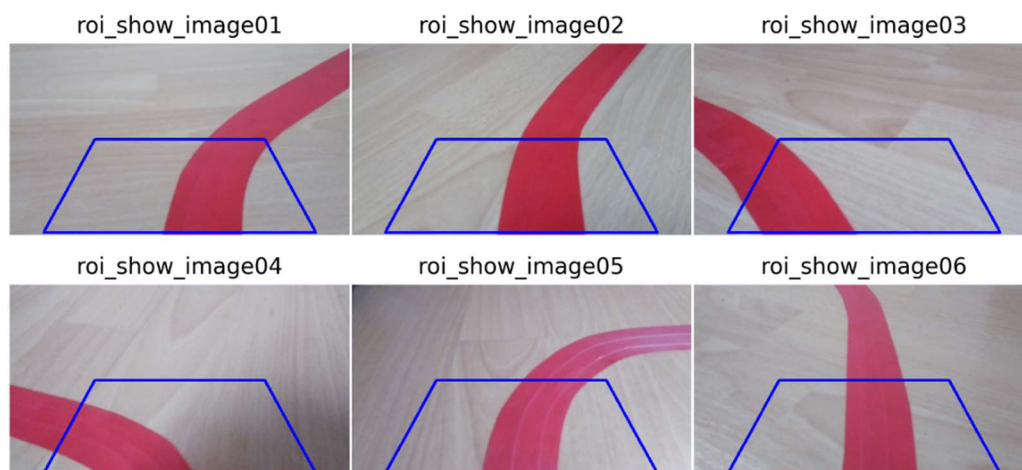 roi_show_image01
roi_show_image02
roi_show_image03
roi_show_image04
roi_show_image05
roi_show_image06